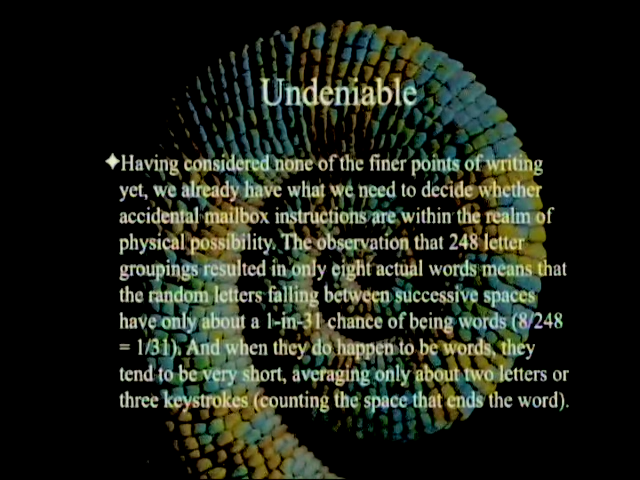 Undeniable
✦Having considered none of the finer points of writing
yet, we already have what we need to decide whether
accidental mailbox instructions are within the realm of
physical possibility. The observation that 248 letter
groupings resulted in only eight actual words means that
the random letters falling between successive spaces
have only about a 1-in-31 chance of being words (8/248
= 1/31). And when they do happen to be words, they
tend to be very short, averaging only about two letters or
three keystrokes (counting the space that ends the word).